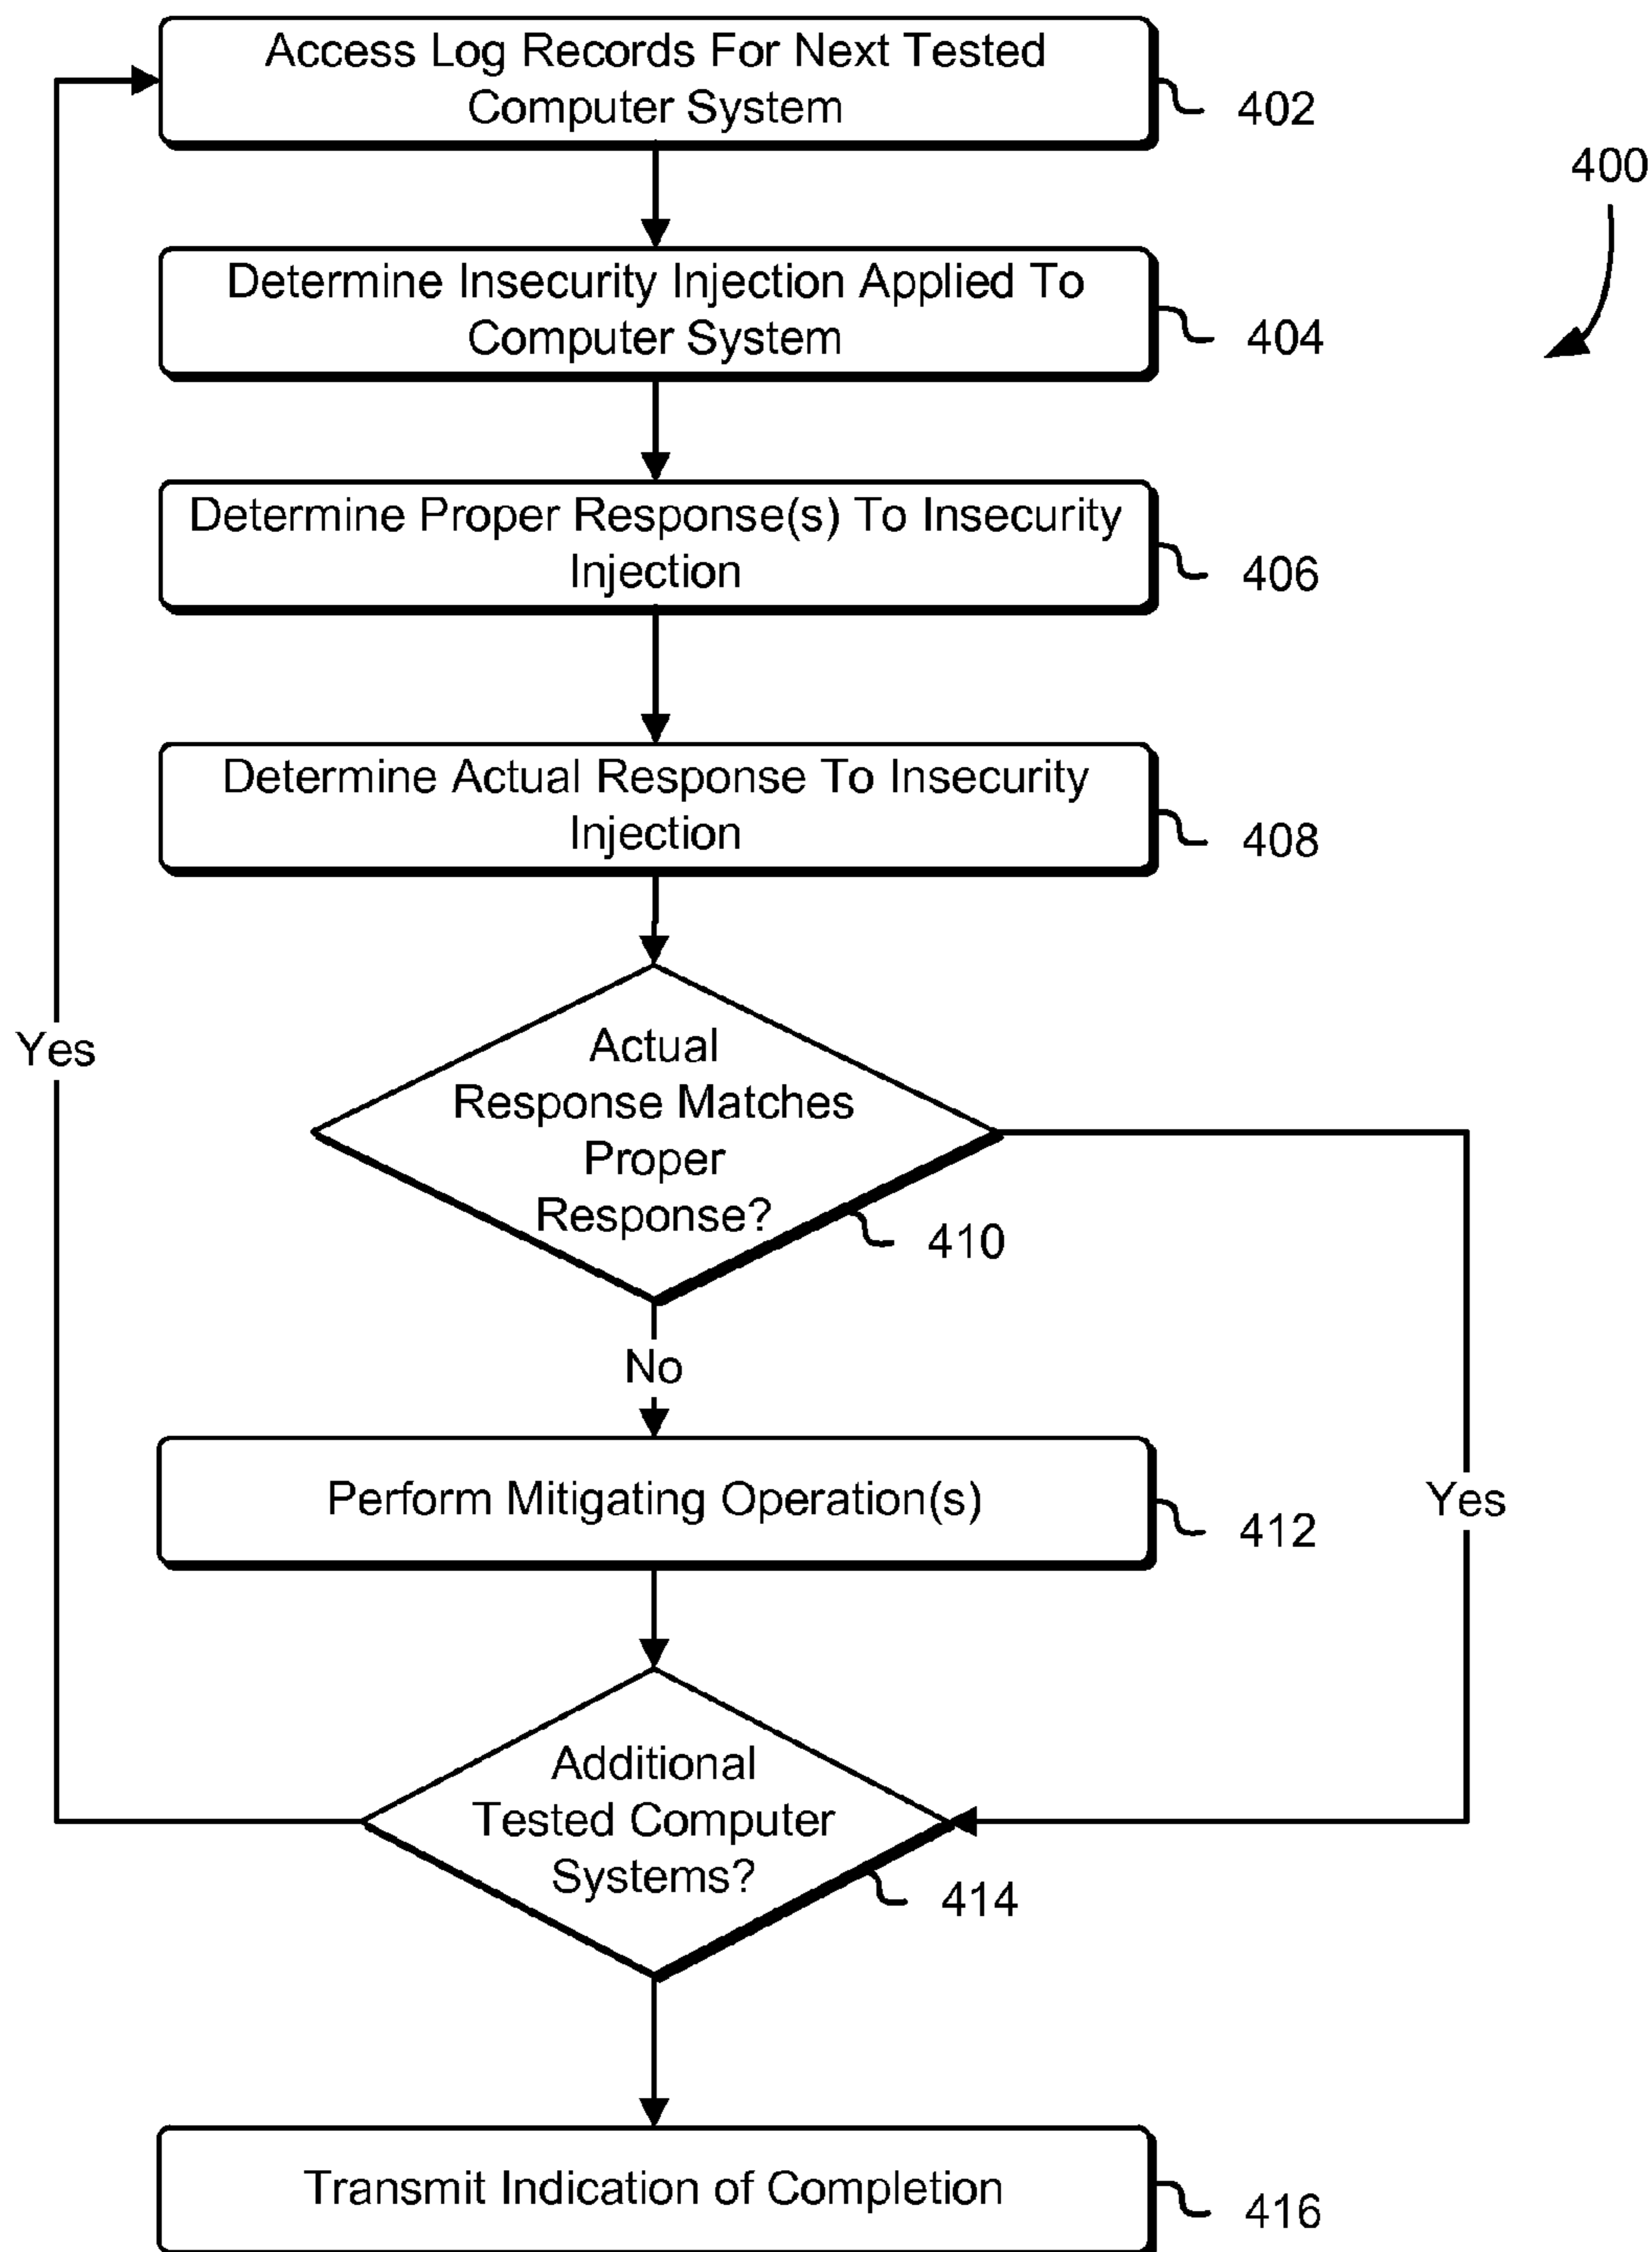 Access Log Records For Next Tested
Computer System
402
400
Determine Insecurity Injection Applied To
Computer System
404
Determine Proper Response(s) To Insecurity
Injection
406
Determine Actual Response To Insecurity
Injection
408
Yes
Actual
Response Matches
Proper
Response?
410
No
Perform Mitigating Operation(s)
412
Yes
Additional
Tested Computer
Systems?
414
Transmit Indication of Completion
416